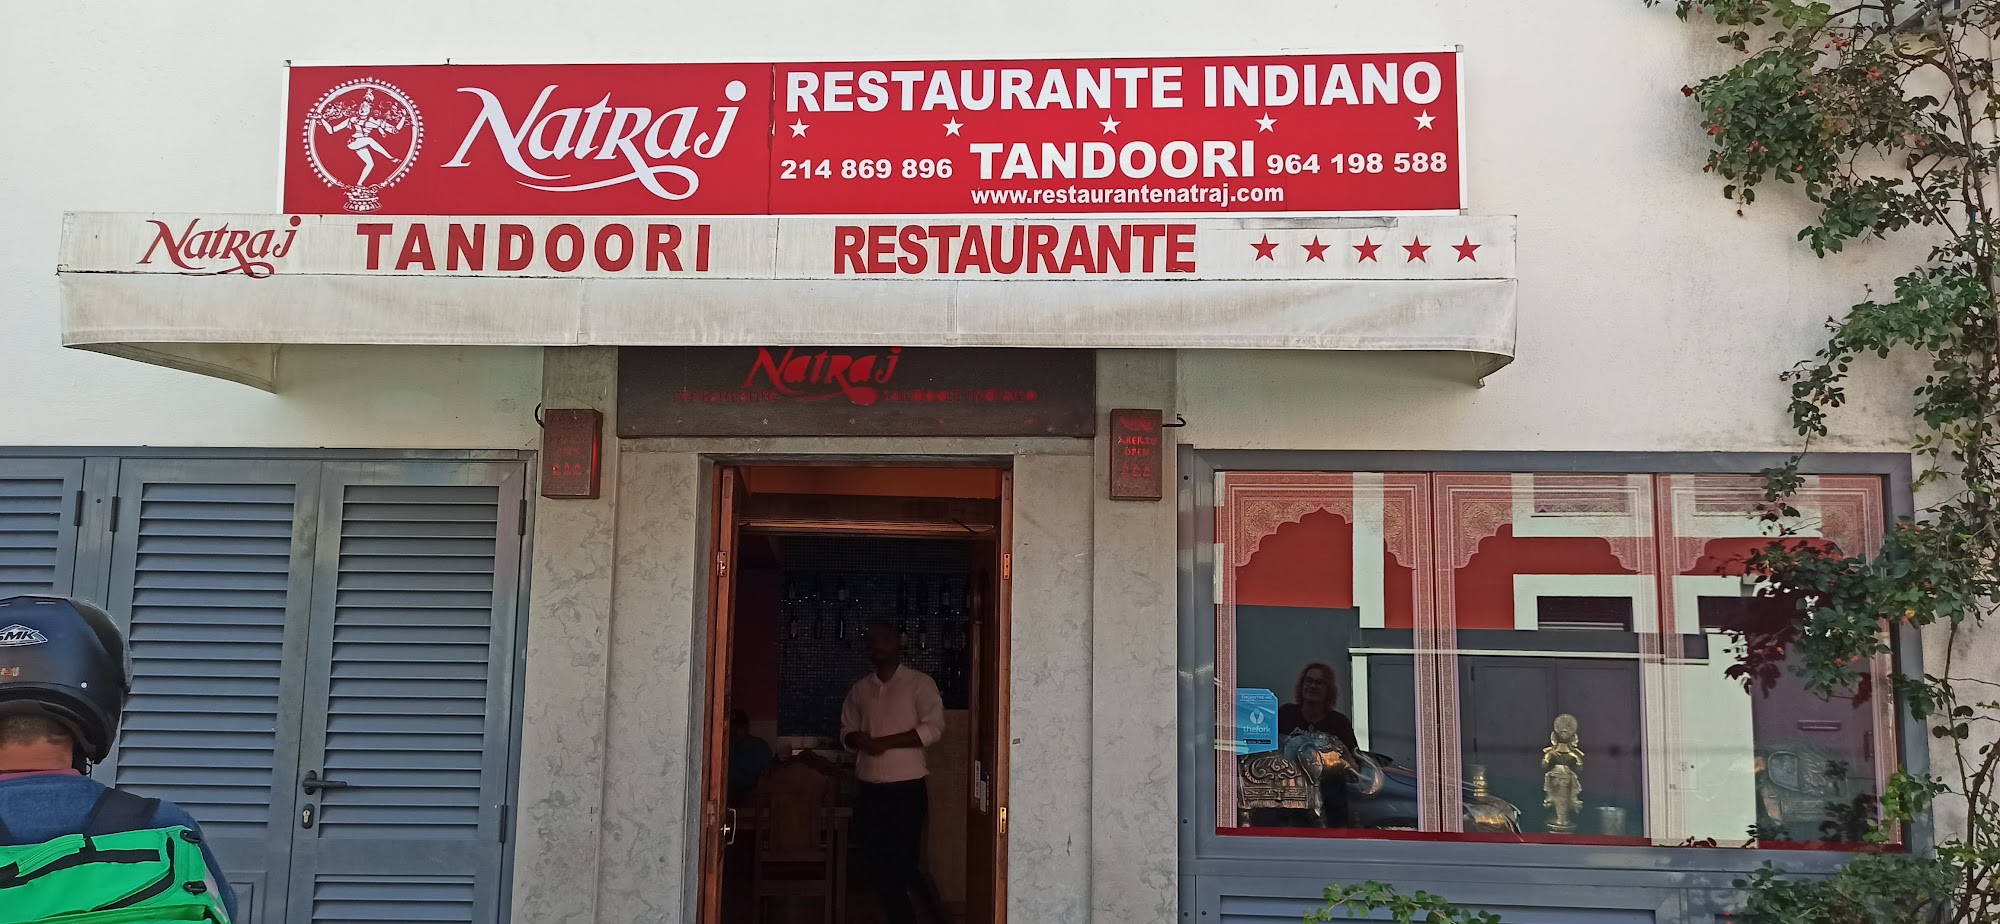 Natraj
RESTAURANTE INDIANO
214 869 896 TANDOORI 964 198 588
www.restaurantenatraj.com
Natraj TANDOORI RESTAURANTE
Natraj
ABERTO
OPEN
thefork
SMK